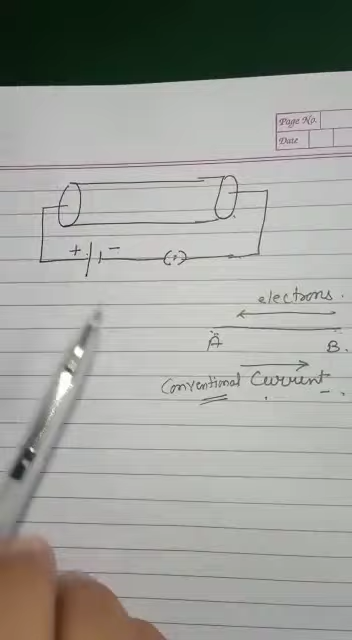 Page No.
Date
+ -
(·)
electrons.
A B.
Conventional Current